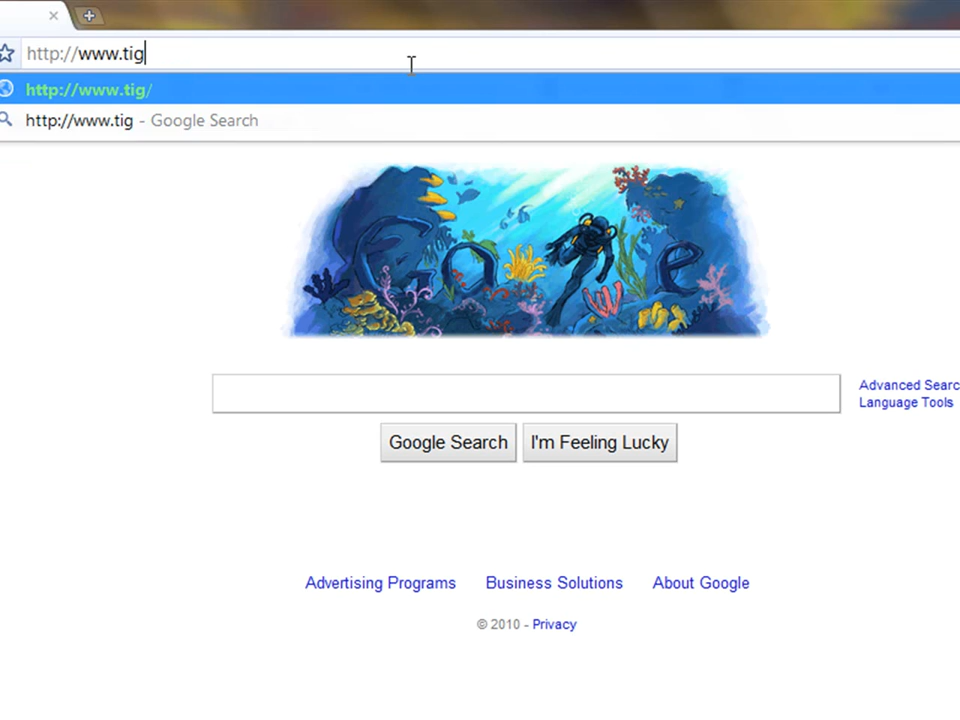 http://www.tig
http://www.tig/
http://www.tig - Google Search
Google Search
I'm Feeling Lucky
Advanced Searc
Language Tools
Advertising Programs
Business Solutions
About Google
© 2010 - Privacy